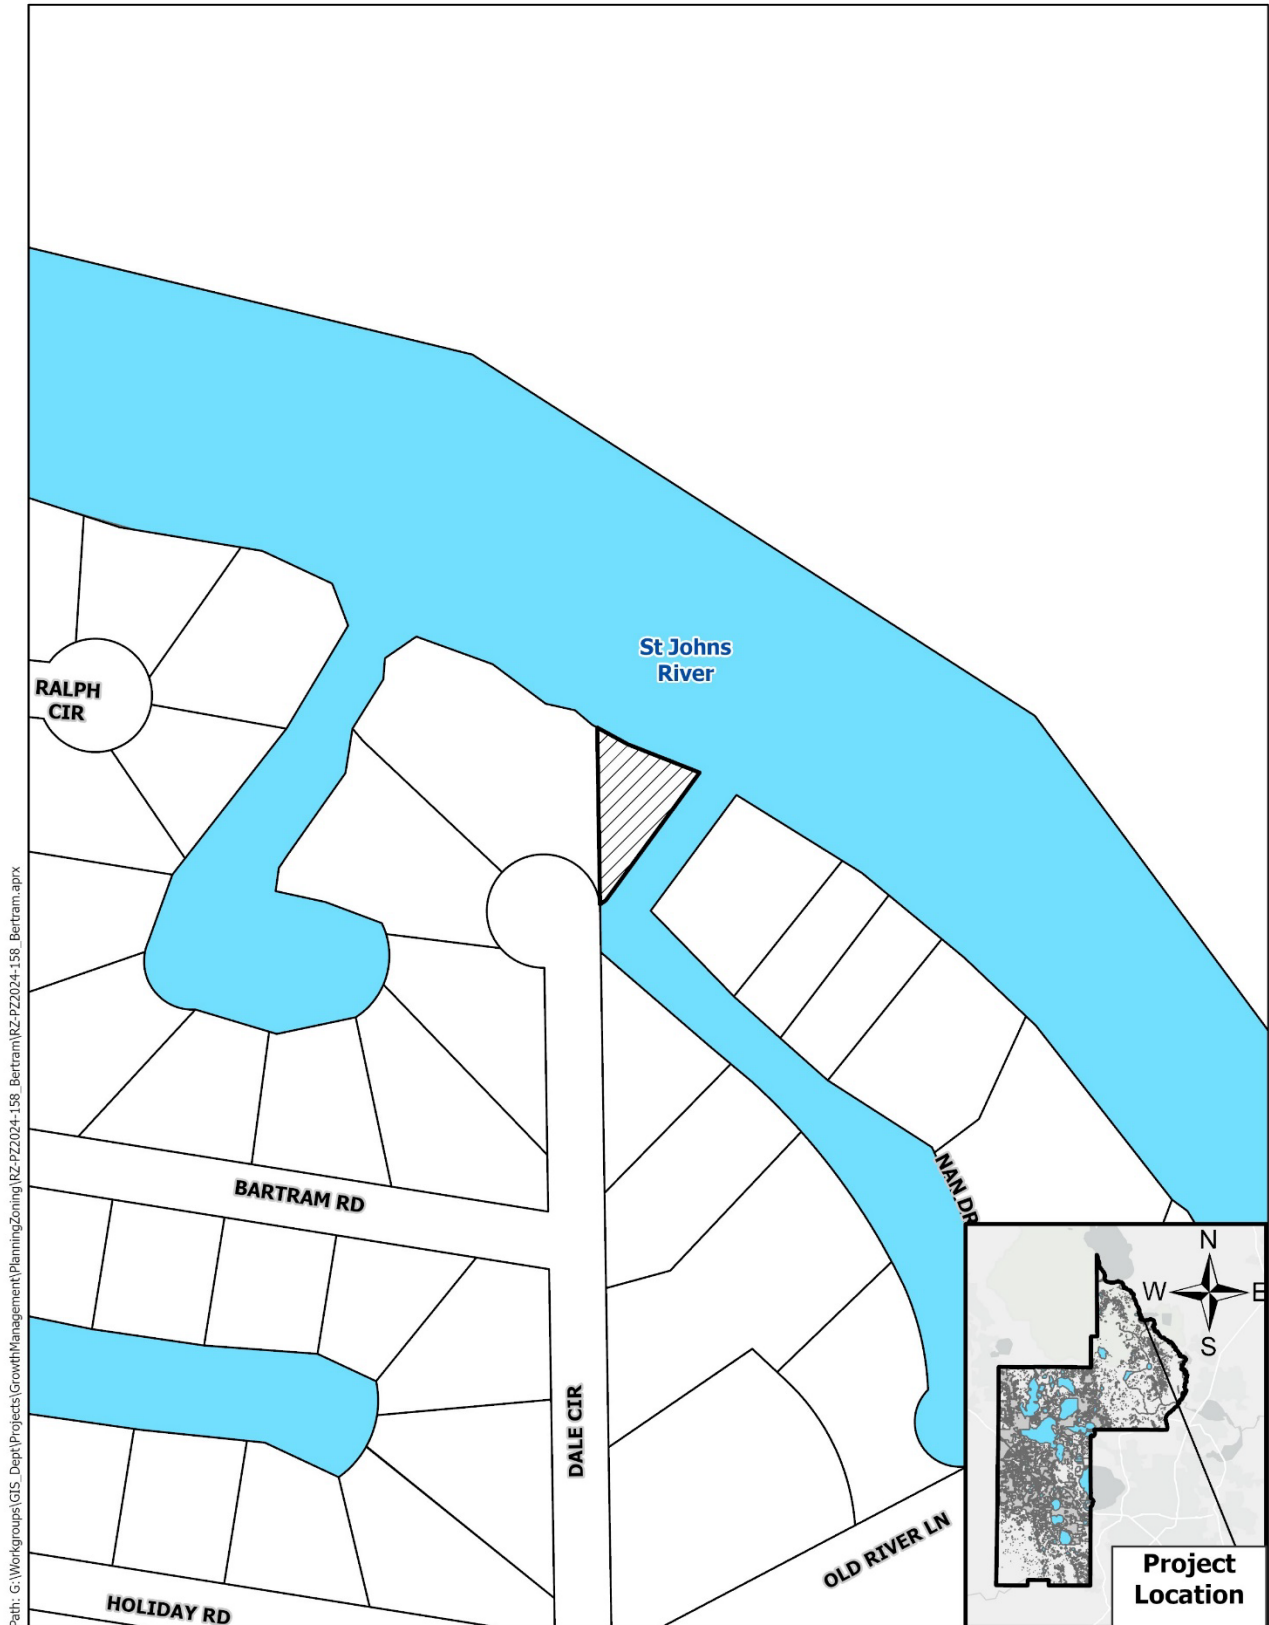 St Johns
River
RALPH
CIR
BARTRAM RD
NAN DR
DALE CIR
OLD RIVER LN
HOLIDAY RD
N
W
E
S
Project
Location
Path: G:\Workgroups\GIS_Dept\Projects\GrowthManagement\PlanningZoning\RZ-PZ2024-158_Bertram\RZ-PZ2024-158_Bertram.aprx